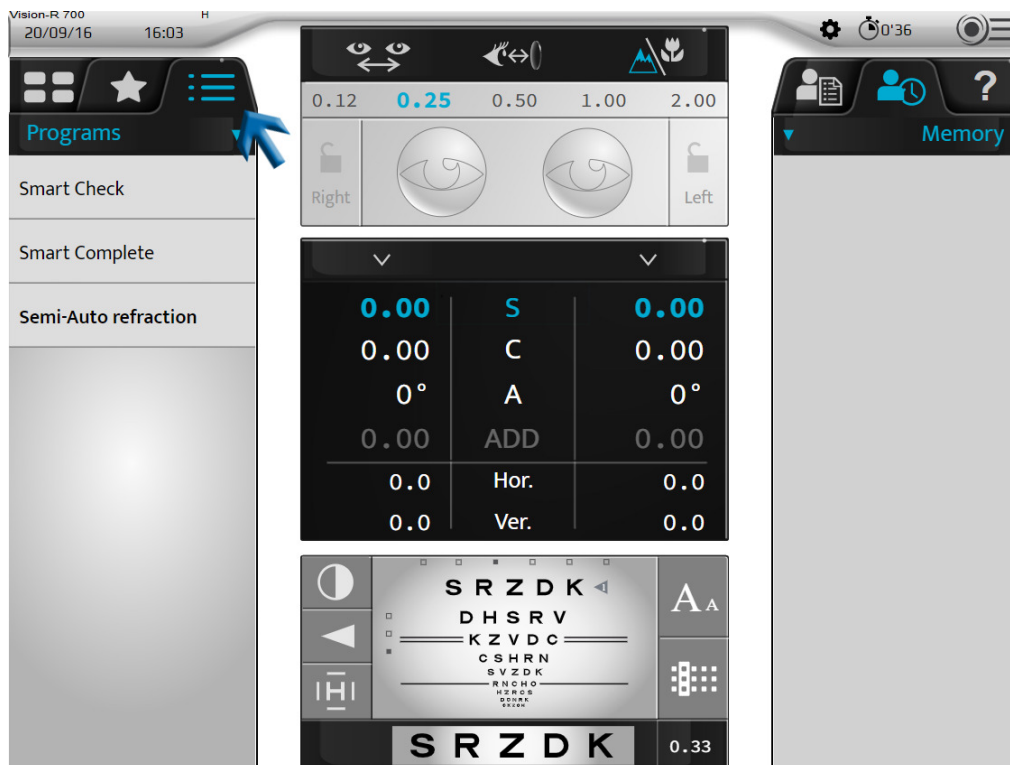 Vision-R 700
H
20/09/16 16:03
0'36
Programs
Smart Check
Smart Complete
Semi-Auto refraction
0.12 0.25 0.50 1.00 2.00
Right Left
0.00 S 0.00
0.00 C 0.00
0° A 0°
0.00 ADD 0.00
0.0 Hor. 0.0
0.0 Ver. 0.0
S R Z D K
D H S R V
K Z V D C
C S H R N
S V Z D K
R N C H O
H Z R C S
H
A A
S R Z D K
0.33
?
Memory